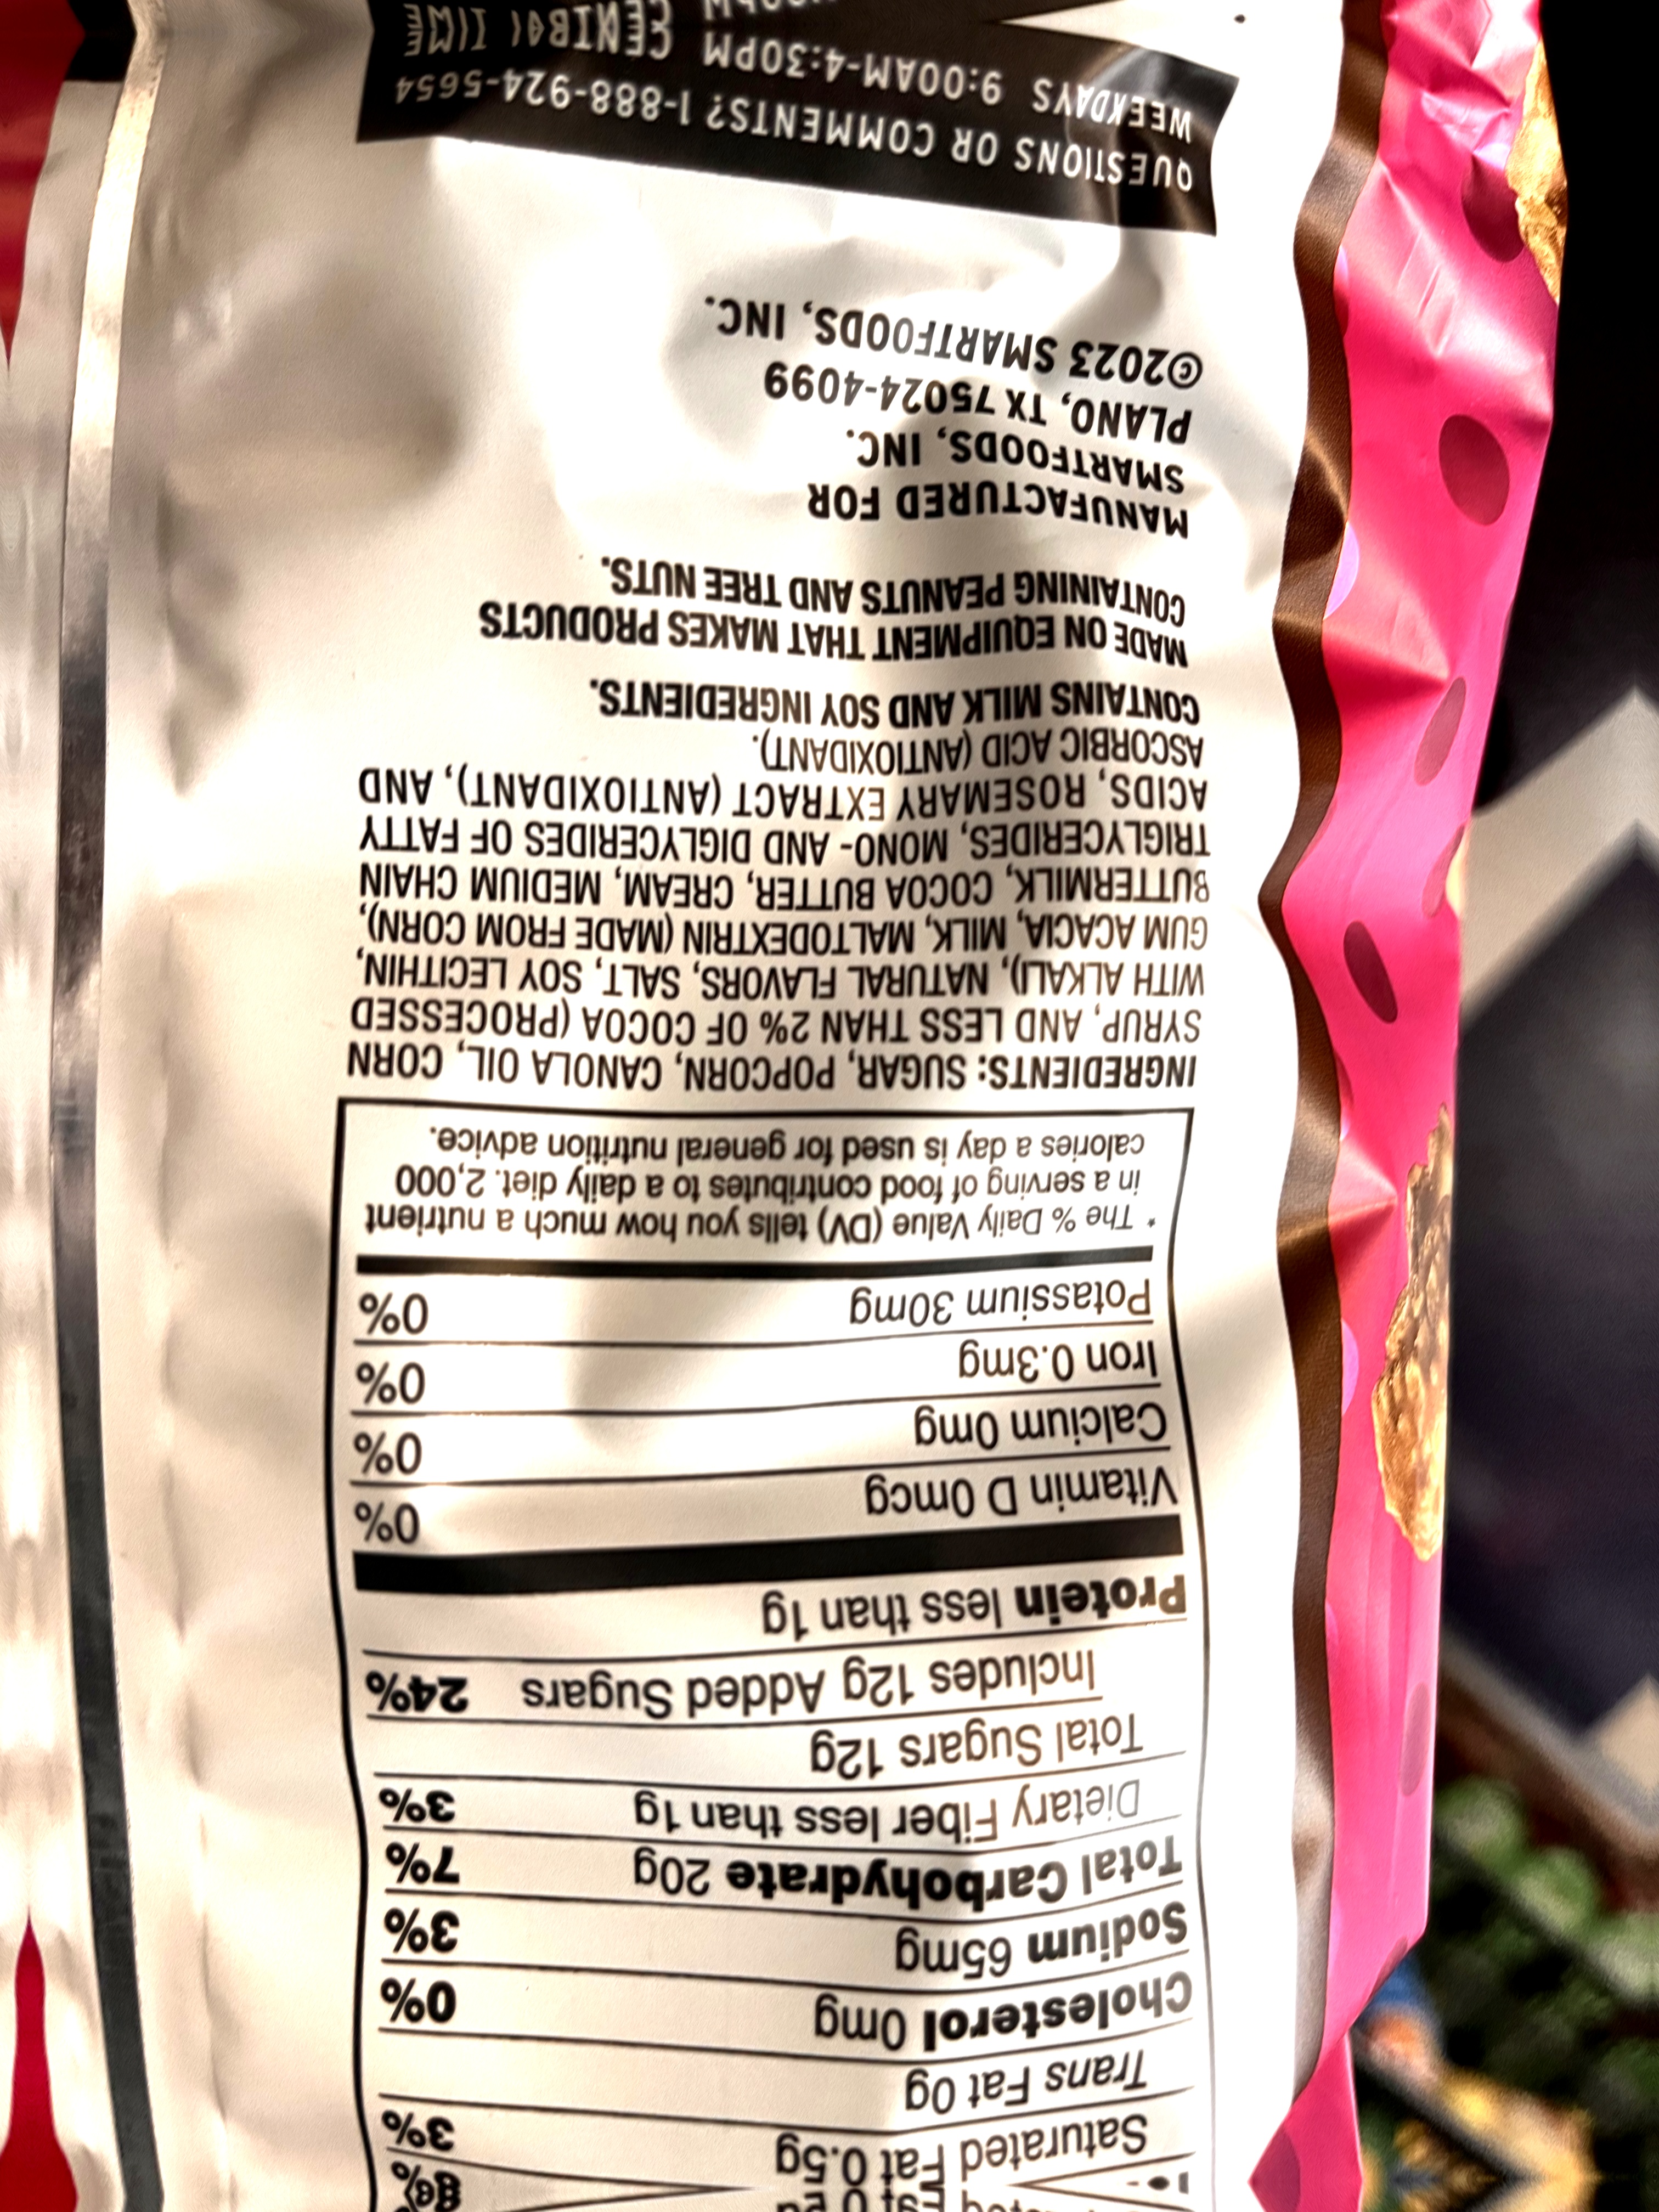 Saturated Fat 0.5g 3%
Trans Fat 0g
Cholesterol 0mg 0%
Sodium 65mg 3%
Total Carbohydrate 20g 7%
Dietary Fiber less than 1g 3%
Total Sugars 12g
Includes 12g Added Sugars 24%
Protein less than 1g
Vitamin D 0mcg 0%
Calcium 0mg 0%
Iron 0.3mg 0%
Potassium 30mg 0%
* The % Daily Value (DV) tells you how much a nutrient
in a serving of food contributes to a daily diet. 2,000
calories a day is used for general nutrition advice.
INGREDIENTS: SUGAR, POPCORN, CANOLA OIL, CORN
SYRUP, AND LESS THAN 2% OF COCOA (PROCESSED
WITH ALKALI), NATURAL FLAVORS, SALT, SOY LECITHIN,
GUM ACACIA, MILK, MALTODEXTRIN (MADE FROM CORN),
BUTTERMILK, COCOA BUTTER, CREAM, MEDIUM CHAIN
TRIGLYCERIDES, MONO- AND DIGLYCERIDES OF FATTY
ACIDS, ROSEMARY EXTRACT (ANTIOXIDANT), AND
ASCORBIC ACID (ANTIOXIDANT).
CONTAINS MILK AND SOY INGREDIENTS.
MADE ON EQUIPMENT THAT MAKES PRODUCTS
CONTAINING PEANUTS AND TREE NUTS.
MANUFACTURED FOR
SMARTFOODS, INC.
PLANO, TX 75024-4099
©2023 SMARTFOODS, INC.
QUESTIONS OR COMMENTS? 1-888-924-5654
WEEKDAYS 9:00AM-4:30PM CENTRAL TIME